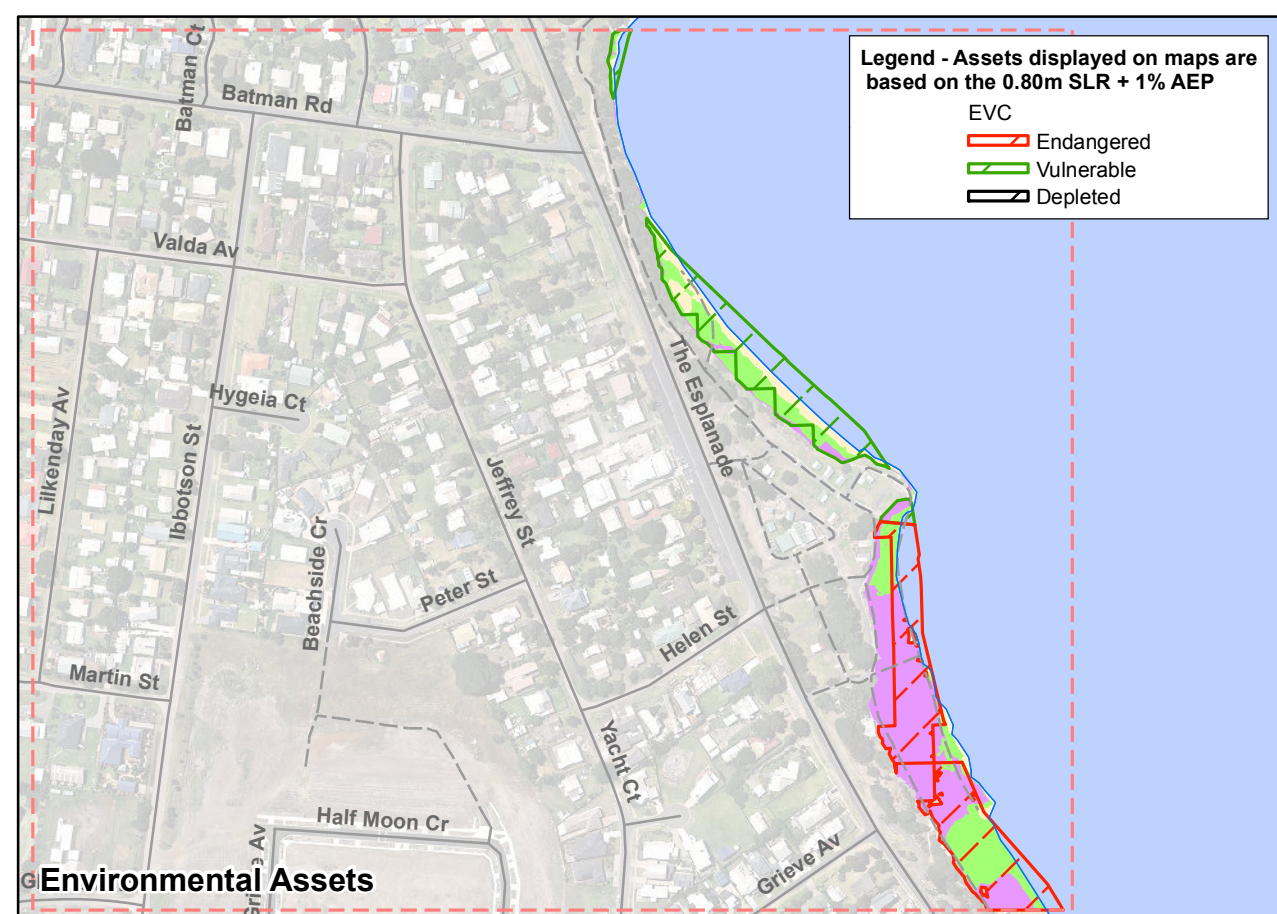 Legend - Assets displayed on maps are
based on the 0.80m SLR + 1% AEP
EVC
Endangered
Vulnerable
Depleted
Batman Ct
Batman Rd
Valda Av
The Esplanade
Lilkenday Av
Ibbotson St
Hygeia Ct
Jeffrey St
Beachside Cr
Peter St
Helen St
Martin St
Yacht Ct
Half Moon Cr
Grieve Av
Environmental Assets